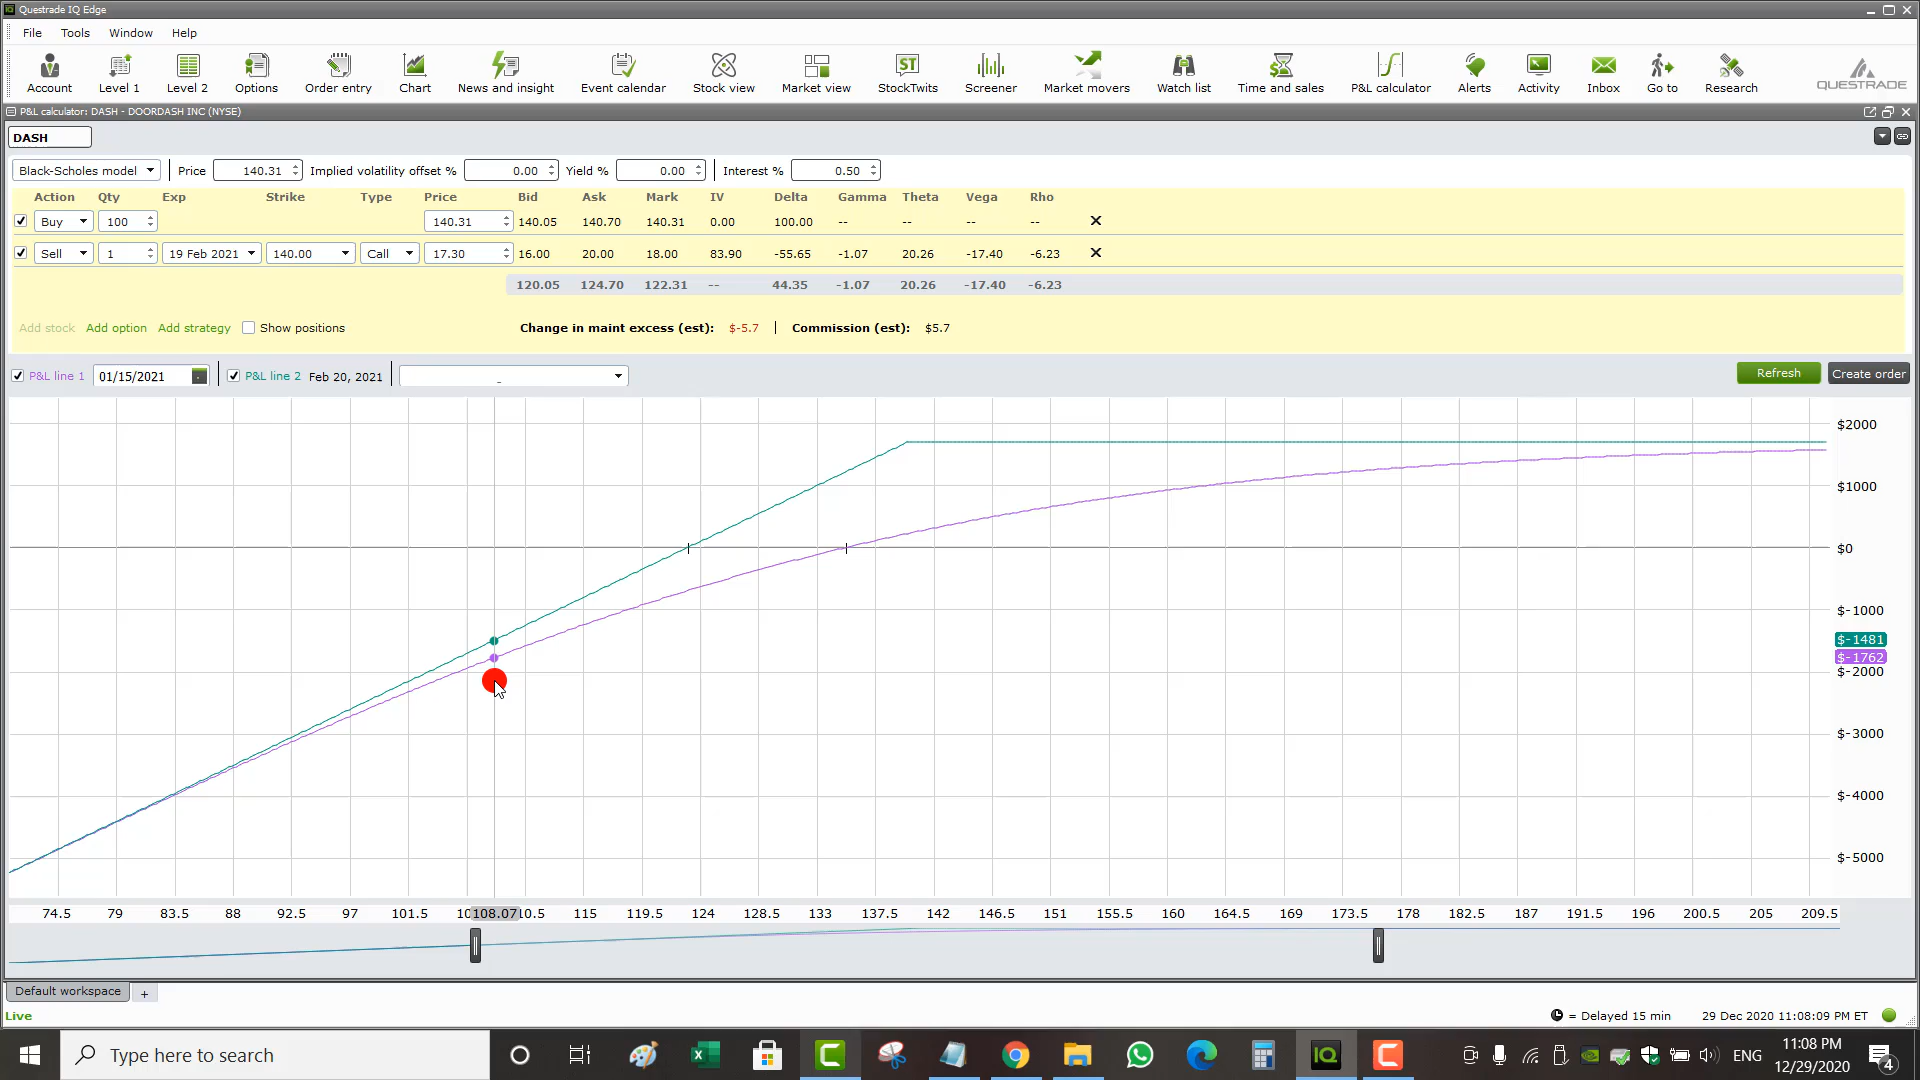 Questrade IQ Edge
File Tools Window Help
Account Level 1 Level 2 Options Order entry Chart News and insight Event calendar Stock view Market view StockTwits Screener Market movers Watch list Time and sales P&L calculator Alerts Activity Inbox Go to Research
QUESTRADE
P&L calculator: DASH - DOORDASH INC (NYSE)
DASH
Black-Scholes model Price 140.31 Implied volatility offset % 0.00 Yield % 0.00 Interest % 0.50
Action Qty Exp Strike Type Price Bid Ask Mark IV Delta Gamma Theta Vega Rho
Buy 100 140.31 140.05 140.70 140.31 0.00 100.00 -- -- -- --
Sell 1 19 Feb 2021 140.00 Call 17.30 16.00 20.00 18.00 83.90 -55.65 -1.07 20.26 -17.40 -6.23
120.05 124.70 122.31 -- 44.35 -1.07 20.26 -17.40 -6.23
Add stock Add option Add strategy Show positions Change in maint excess (est): $-5.7 Commission (est): $5.7
P&L line 1 01/15/2021 P&L line 2 Feb 20, 2021 - Refresh Create order
$2000
$1000
$0
$-1000
$-1481
$-1762
$-2000
$-3000
$-4000
$-5000
74.5 79 83.5 88 92.5 97 101.5 108.07 115 119.5 124 128.5 133 137.5 142 146.5 151 155.5 160 164.5 169 173.5 178 182.5 187 191.5 196 200.5 205 209.5
Default workspace +
Live = Delayed 15 min 29 Dec 2020 11:08:09 PM ET
Type here to search
ENG 11:08 PM
12/29/2020 4